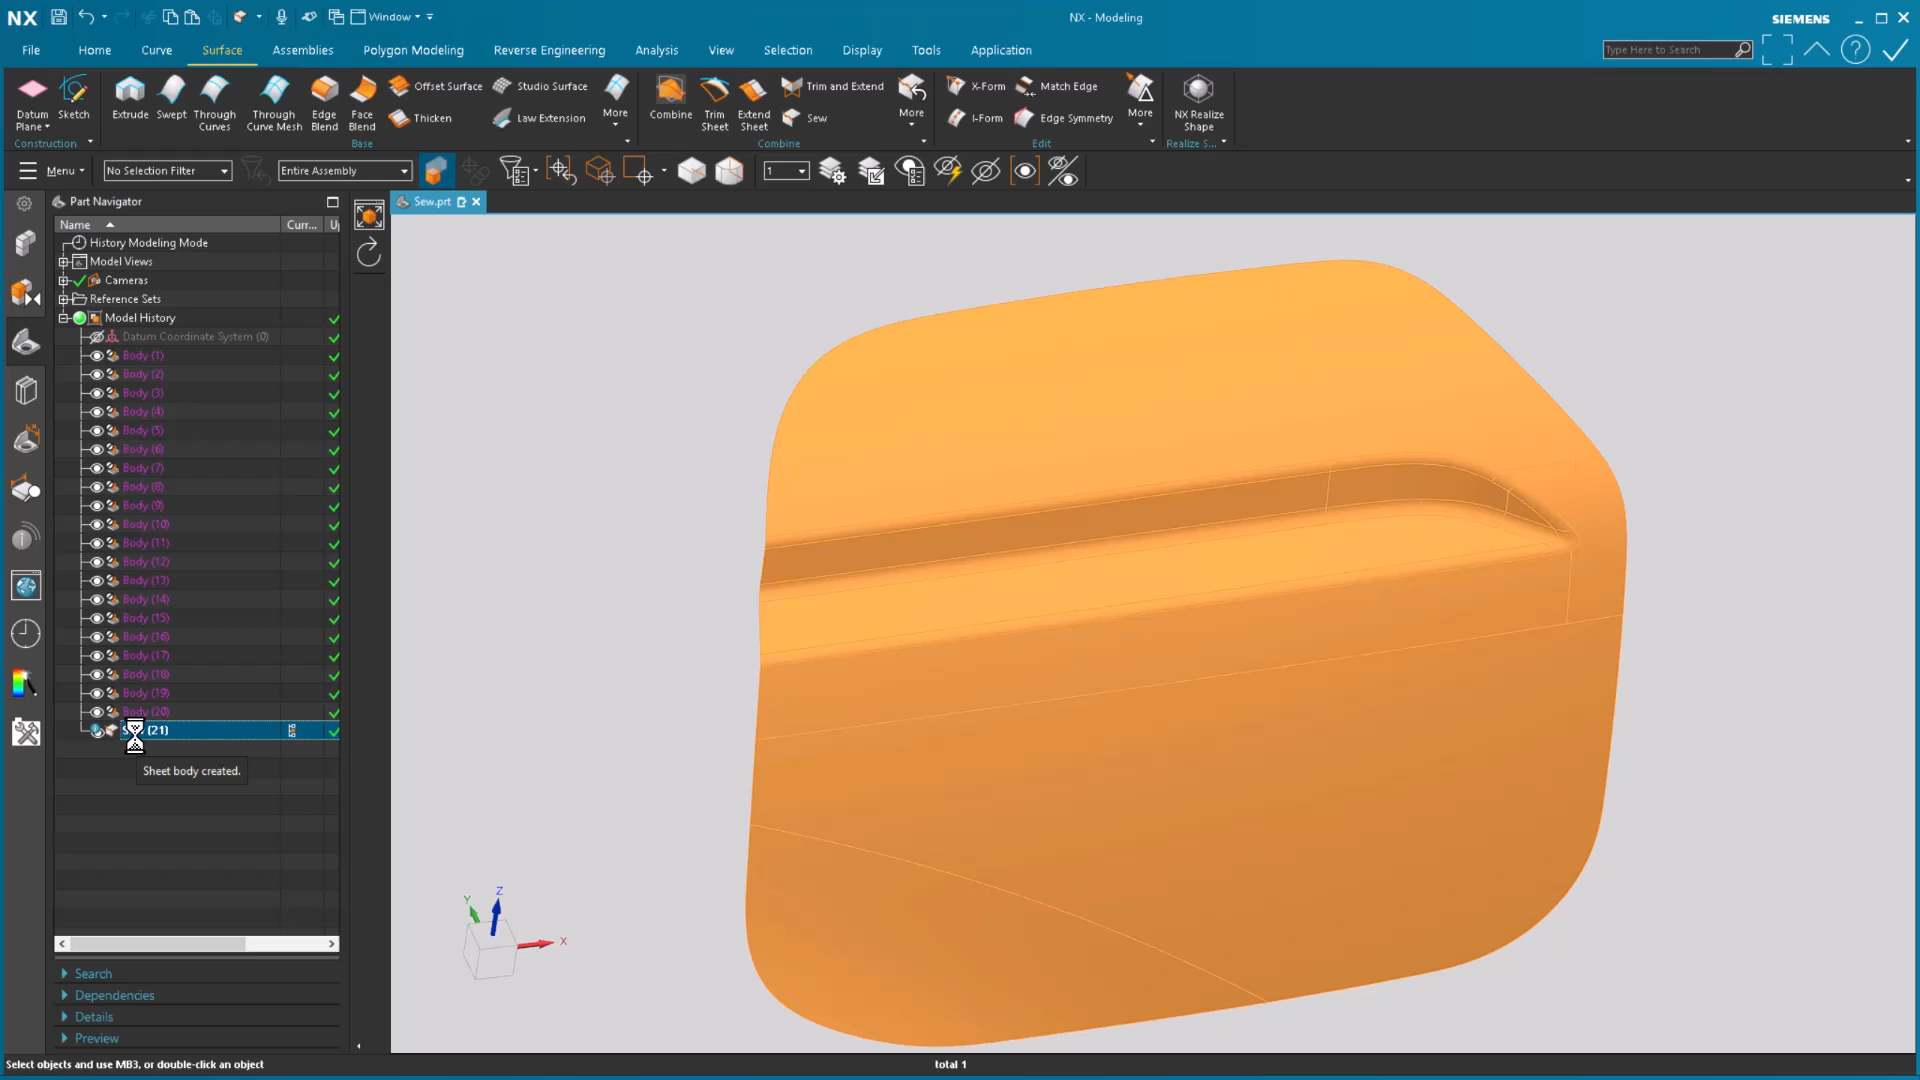 NX
Window
NX - Modeling
SIEMENS
File
Home
Curve
Surface
Assemblies
Polygon Modeling
Reverse Engineering
Analysis
View
Selection
Display
Tools
Application
Type Here to Search
Datum Plane
Sketch
Construction
Extrude
Swept
Through Curves
Through Curve Mesh
Edge Blend
Face Blend
Offset Surface
Thicken
Studio Surface
Law Extension
More
Base
Combine
Trim Sheet
Extend Sheet
Trim and Extend
Sew
More
Combine
X-Form
I-Form
Match Edge
Edge Symmetry
More
Edit
NX Realize Shape
Realize S...
Menu
No Selection Filter
Entire Assembly
1
Part Navigator
Sew.prt
Name
Curr...
History Modeling Mode
Model Views
Cameras
Reference Sets
Model History
Datum Coordinate System (0)
Body (1)
Body (2)
Body (3)
Body (4)
Body (5)
Body (6)
Body (7)
Body (8)
Body (9)
Body (10)
Body (11)
Body (12)
Body (13)
Body (14)
Body (15)
Body (16)
Body (17)
Body (18)
Body (19)
Body (20)
(21)
Sheet body created.
Z
Y
X
Search
Dependencies
Details
Preview
Select objects and use MB3, or double-click an object
total 1